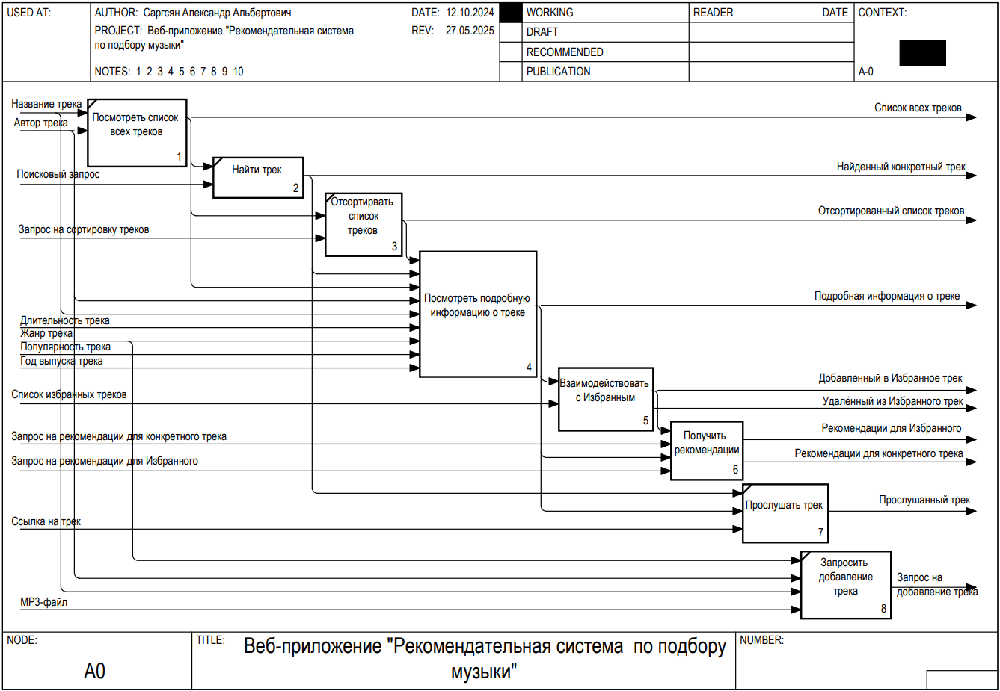 USED AT:
AUTHOR: Саргсян Александр Альбертович
DATE: 12.10.2024
PROJECT: Веб-приложение "Рекомендательная система
по подбору музыки"
REV: 27.05.2025
NOTES: 1 2 3 4 5 6 7 8 9 10
WORKING
DRAFT
RECOMMENDED
PUBLICATION
READER
DATE
CONTEXT:
A-0
Название трека
Автор трека
Посмотреть список
всех треков
1
Список всех треков
Поисковый запрос
Найти трек
2
Найденный конкретный трек
Запрос на сортировку треков
Отсортирвать
список
треков
3
Отсортированный список треков
Посмотреть подробную
информацию о треке
4
Подробная информация о треке
Длительность трека
Жанр трека
Популярность трека
Год выпуска трека
Список избранных треков
Взаимодействовать
с Избранным
5
Добавленный в Избранное трек
Удалённый из Избранного трек
Запрос на рекомендации для конкретного трека
Запрос на рекомендации для Избранного
Получить
рекомендации
6
Рекомендации для Избранного
Рекомендации для конкретного трека
Ссылка на трек
Прослушать трек
7
Прослушанный трек
MP3-файл
Запросить
добавление
трека
8
Запрос на
добавление трека
NODE:
A0
TITLE:
Веб-приложение "Рекомендательная система по подбору
музыки"
NUMBER: